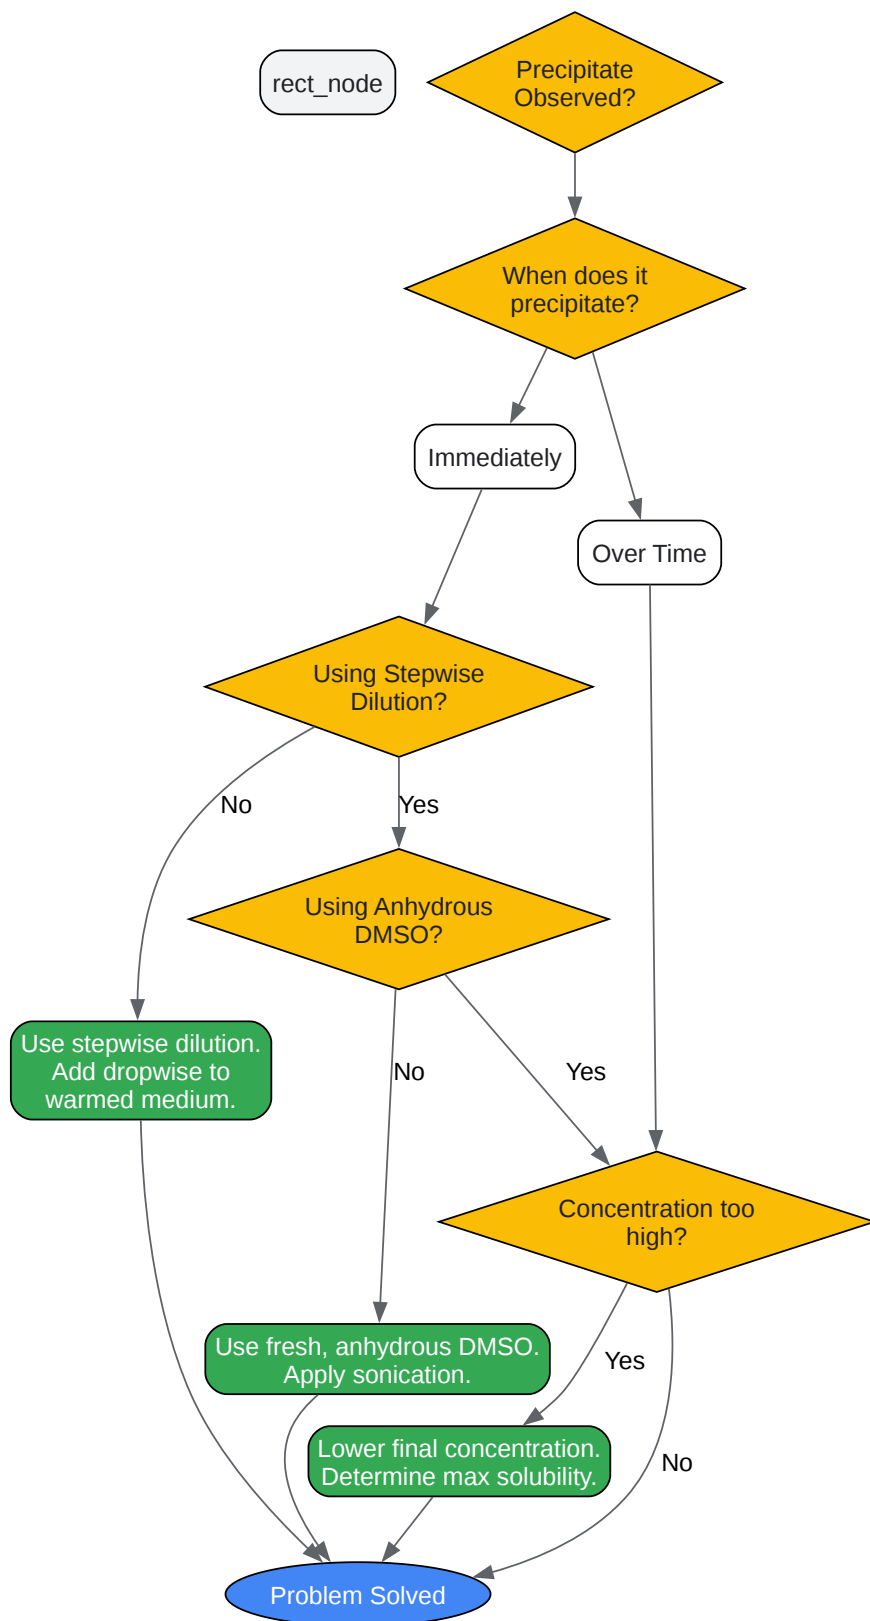 rect_node
Precipitate
Observed?
When does it
precipitate?
Immediately
Over Time
Using Stepwise
Dilution?
No
Yes
Using Anhydrous
DMSO?
Use stepwise dilution.
Add dropwise to
warmed medium.
No
Yes
Concentration too
high?
Use fresh, anhydrous DMSO.
Apply sonication.
Yes
Lower final concentration.
Determine max solubility.
No
Problem Solved